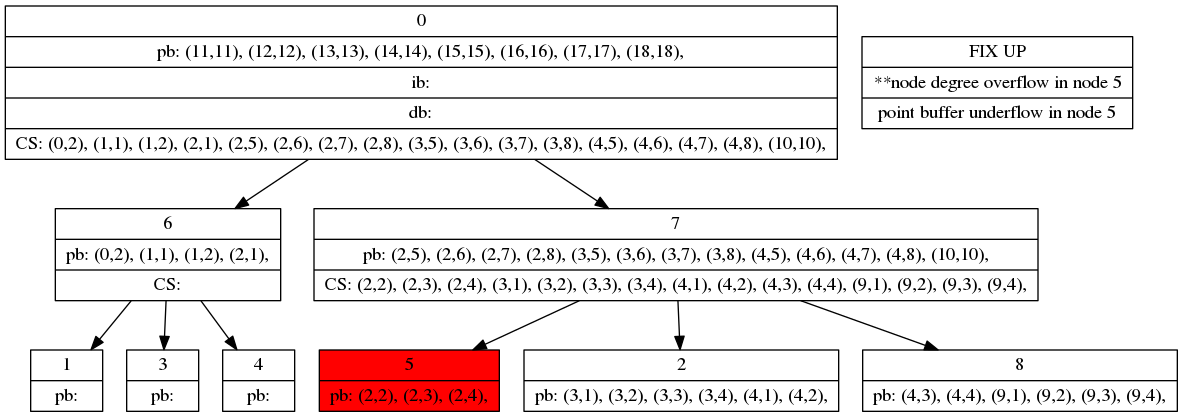 0
pb: (11,11), (12,12), (13,13), (14,14), (15,15), (16,16), (17,17), (18,18),
ib:
db:
CS: (0,2), (1,1), (1,2), (2,1), (2,5), (2,6), (2,7), (2,8), (3,5), (3,6), (3,7), (3,8), (4,5), (4,6), (4,7), (4,8), (10,10),
FIX UP
**node degree overflow in node 5
point buffer underflow in node 5
6
pb: (0,2), (1,1), (1,2), (2,1),
CS:
7
pb: (2,5), (2,6), (2,7), (2,8), (3,5), (3,6), (3,7), (3,8), (4,5), (4,6), (4,7), (4,8), (10,10),
CS: (2,2), (2,3), (2,4), (3,1), (3,2), (3,3), (3,4), (4,1), (4,2), (4,3), (4,4), (9,1), (9,2), (9,3), (9,4),
1
pb:
3
pb:
4
pb:
5
pb: (2,2), (2,3), (2,4),
2
pb: (3,1), (3,2), (3,3), (3,4), (4,1), (4,2),
8
pb: (4,3), (4,4), (9,1), (9,2), (9,3), (9,4),